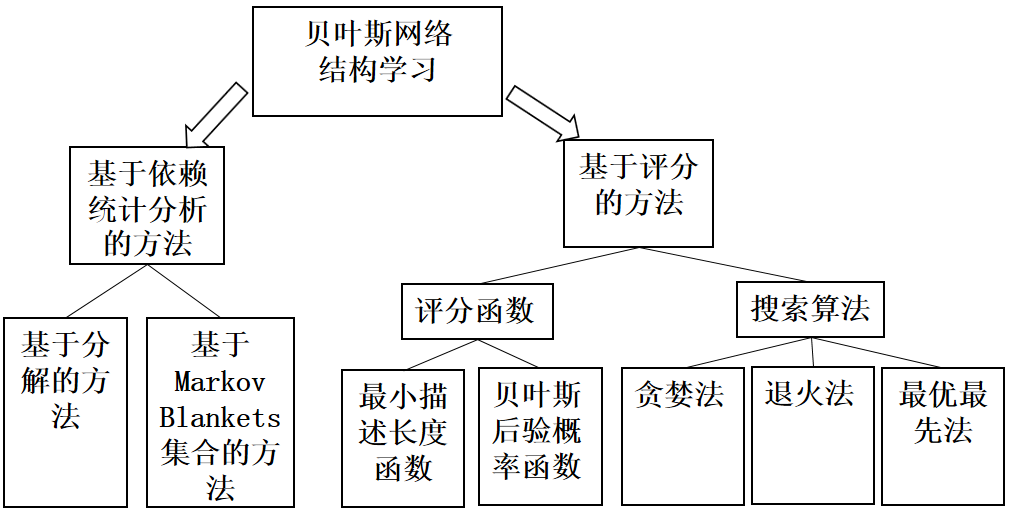 贝叶斯网络
结构学习
基于依赖
统计分析
的方法
基于评分
的方法
评分函数
搜索算法
基于分
解的方
法
基于
Markov
Blankets
集合的方
法
最小描
述长度
函数
贝叶斯
后验概
率函数
贪婪法
退火法
最优最
先法